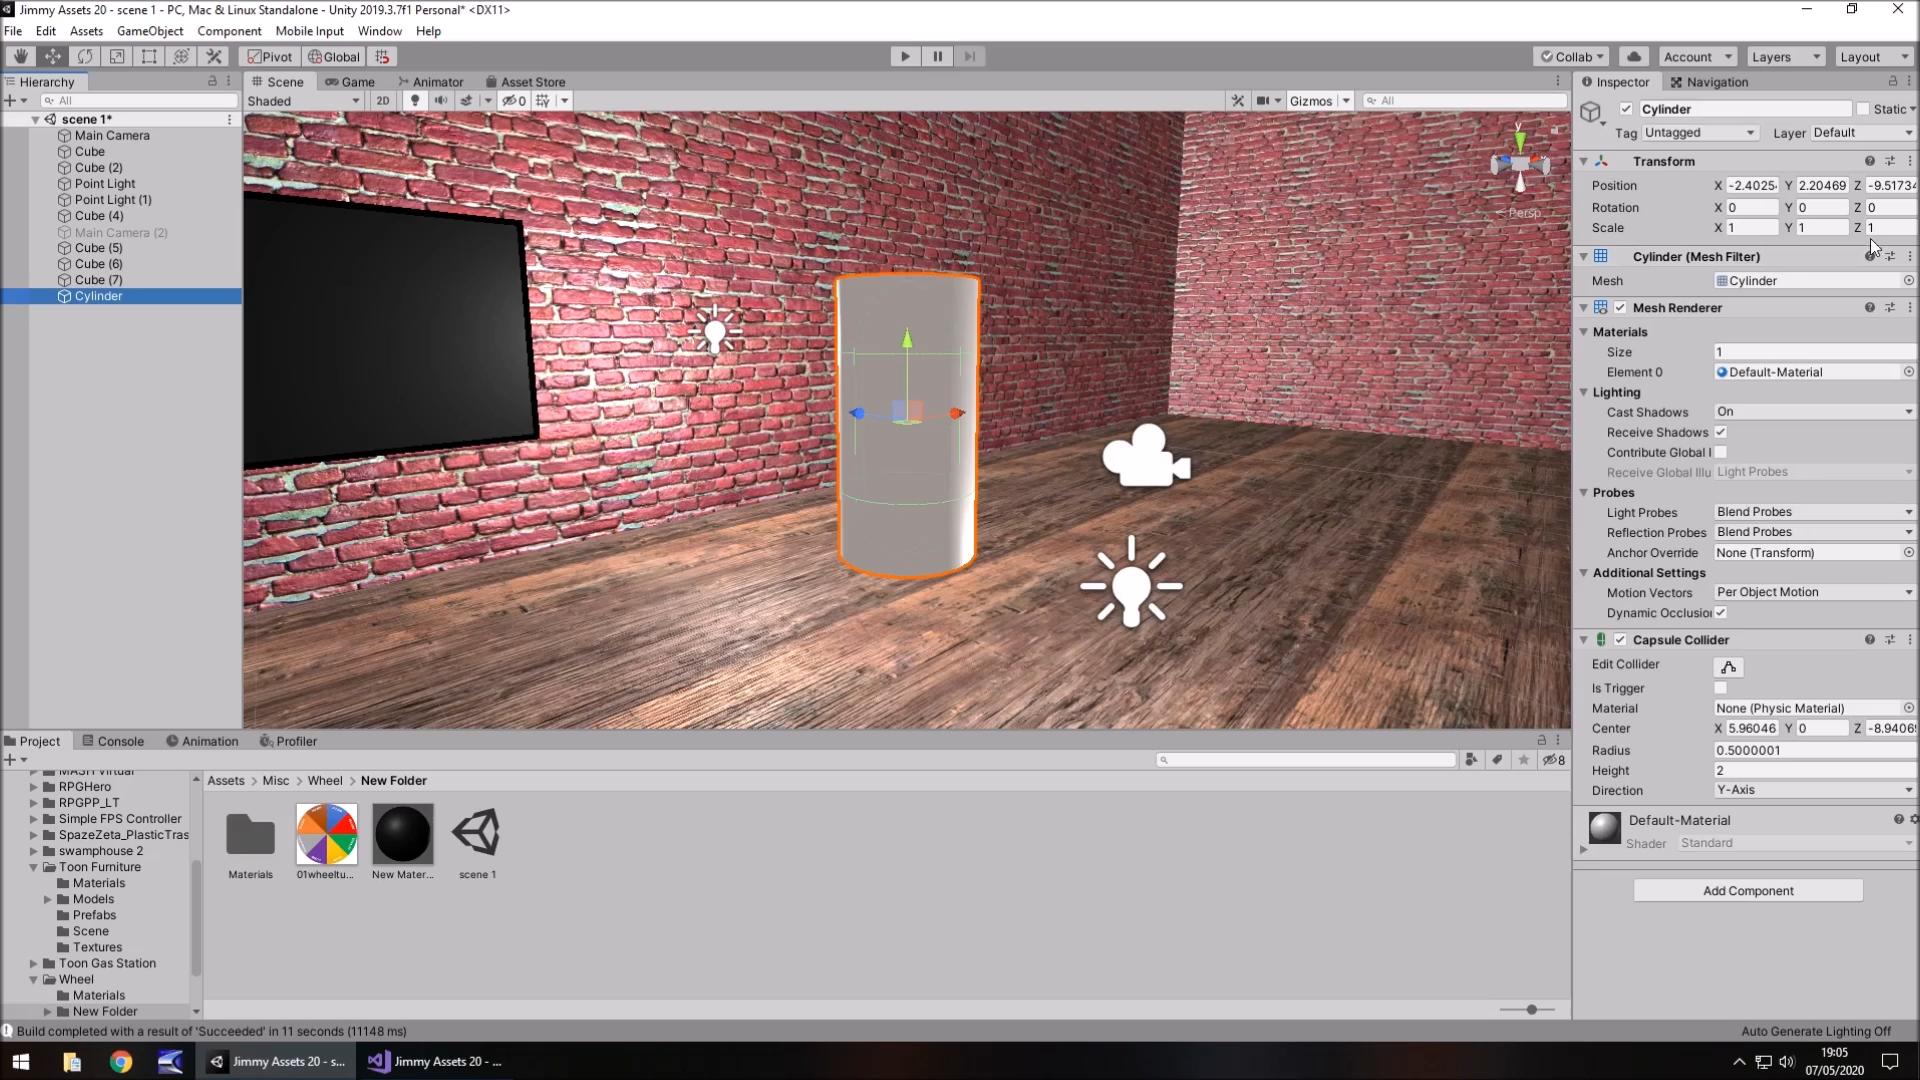 Jimmy Assets 20 - scene 1 - PC, Mac & Linux Standalone - Unity 2019.3.7f1 Personal* <DX11>
File Edit Assets GameObject Component Mobile Input Window Help
Pivot Global Collab Account Layers Layout
Hierarchy
All
scene 1*
Main Camera
Cube
Cube (2)
Point Light
Point Light (1)
Cube (4)
Main Camera (2)
Cube (5)
Cube (6)
Cube (7)
Cylinder
Scene Game Animator Asset Store
Shaded 2D 0 Gizmos All
y
< Persp
Inspector Navigation
Cylinder Static
Tag Untagged Layer Default
Transform
Position X -2.4025 Y 2.20469 Z -9.51734
Rotation X 0 Y 0 Z 0
Scale X 1 Y 1 Z 1
Cylinder (Mesh Filter)
Mesh Cylinder
Mesh Renderer
Materials
Size 1
Element 0 Default-Material
Lighting
Cast Shadows On
Receive Shadows
Contribute Global I
Receive Global Illu Light Probes
Probes
Light Probes Blend Probes
Reflection Probes Blend Probes
Anchor Override None (Transform)
Additional Settings
Motion Vectors Per Object Motion
Dynamic Occlusio
Capsule Collider
Edit Collider
Is Trigger
Material None (Physic Material)
Center X 5.96046 Y 0 Z -8.9406
Radius 0.5000001
Height 2
Direction Y-Axis
Default-Material
Shader Standard
Add Component
Project Console Animation Profiler
8
MASH Virtual
RPGHero
RPGPP_LT
Simple FPS Controller
SpazeZeta_PlasticTras
swamphouse 2
Toon Furniture
Materials
Models
Prefabs
Scene
Textures
Toon Gas Station
Wheel
Materials
New Folder
Assets > Misc > Wheel > New Folder
Materials
01wheeltu...
New Mater...
scene 1
Build completed with a result of 'Succeeded' in 11 seconds (11148 ms)
Auto Generate Lighting Off
Jimmy Assets 20 - s...
Jimmy Assets 20 - ...
19:05
07/05/2020